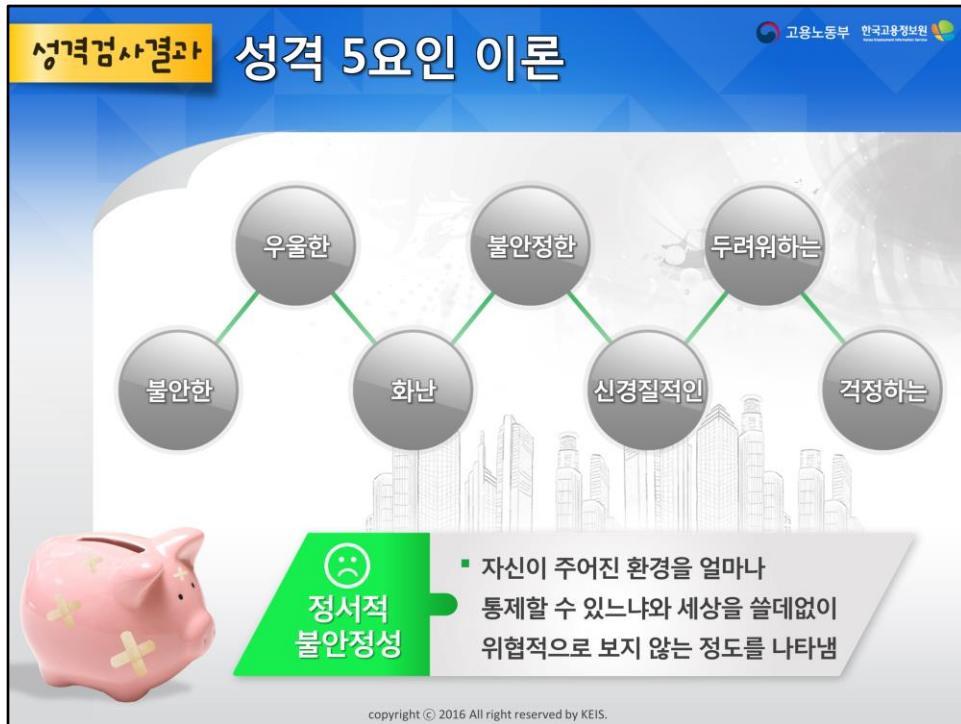 성격검사결과
성격 5요인 이론
고용노동부
한국고용정보원
Korea Employment Information Service
우울한
불안정한
두려워하는
불안한
화난
신경질적인
걱정하는
정서적
불안정성
▪ 자신이 주어진 환경을 얼마나
통제할 수 있느냐와 세상을 쓸데없이
위협적으로 보지 않는 정도를 나타냄
copyright ⓒ 2016 All right reserved by KEIS.